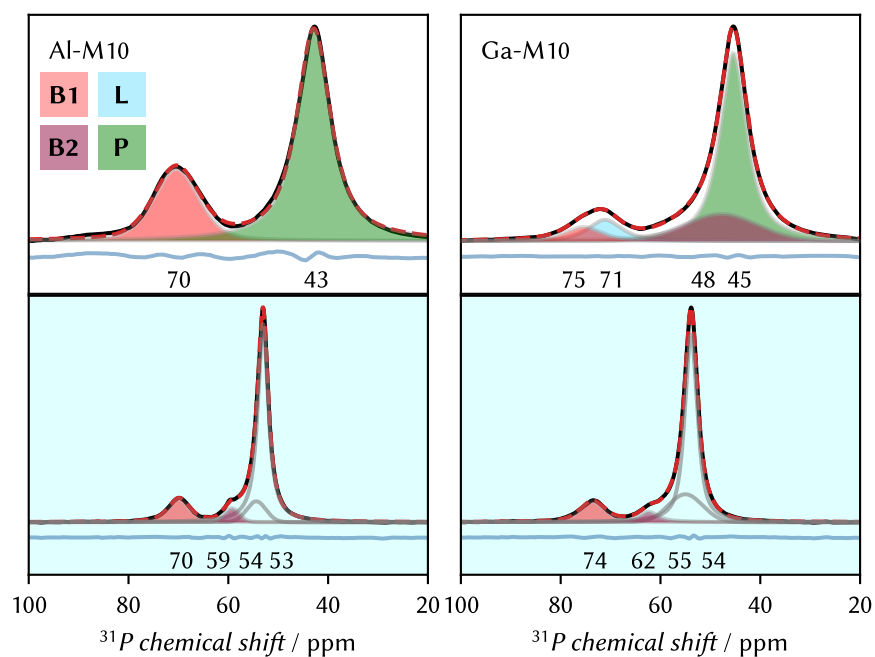 Al-M10
B1 L
B2 P
70 43
Ga-M10
75 71 48 45
70 59 54 53
74 62 55 54
100 80 60 40 20
100 80 60 40 20
³¹P chemical shift / ppm
³¹P chemical shift / ppm